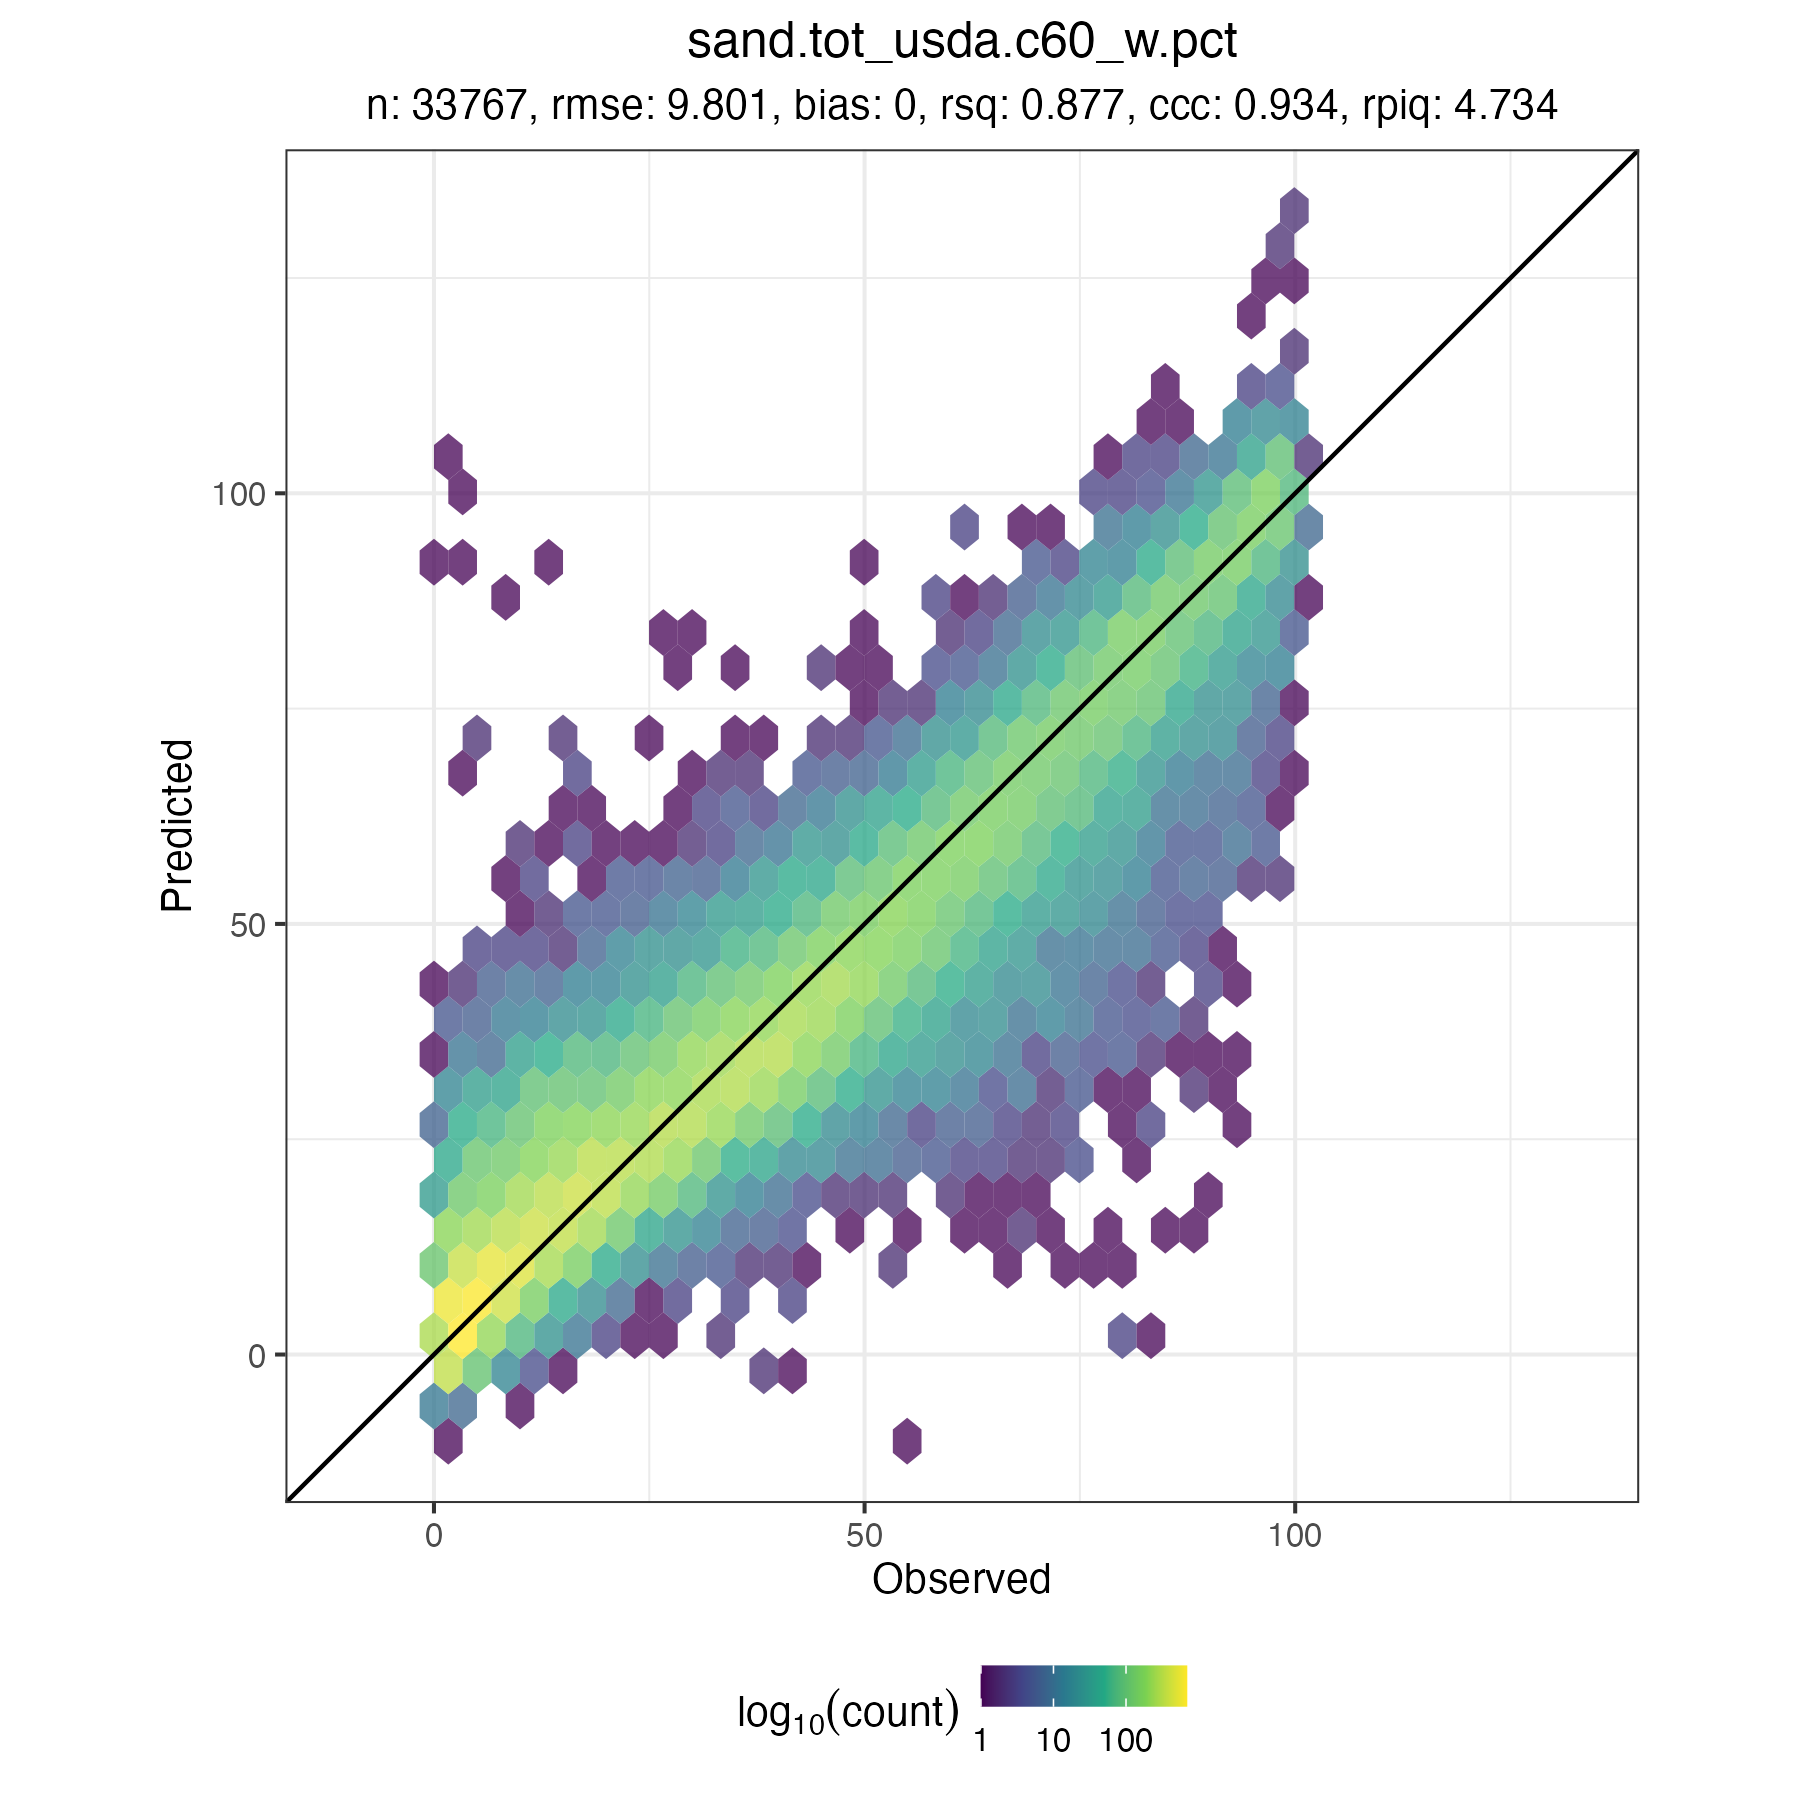 sand.tot_usda.c60_w.pct
n: 33767, rmse: 9.801, bias: 0, rsq: 0.877, ccc: 0.934, rpiq: 4.734
100
50
0
Predicted
0 50 100
Observed
log₁₀(count)
1 10 100